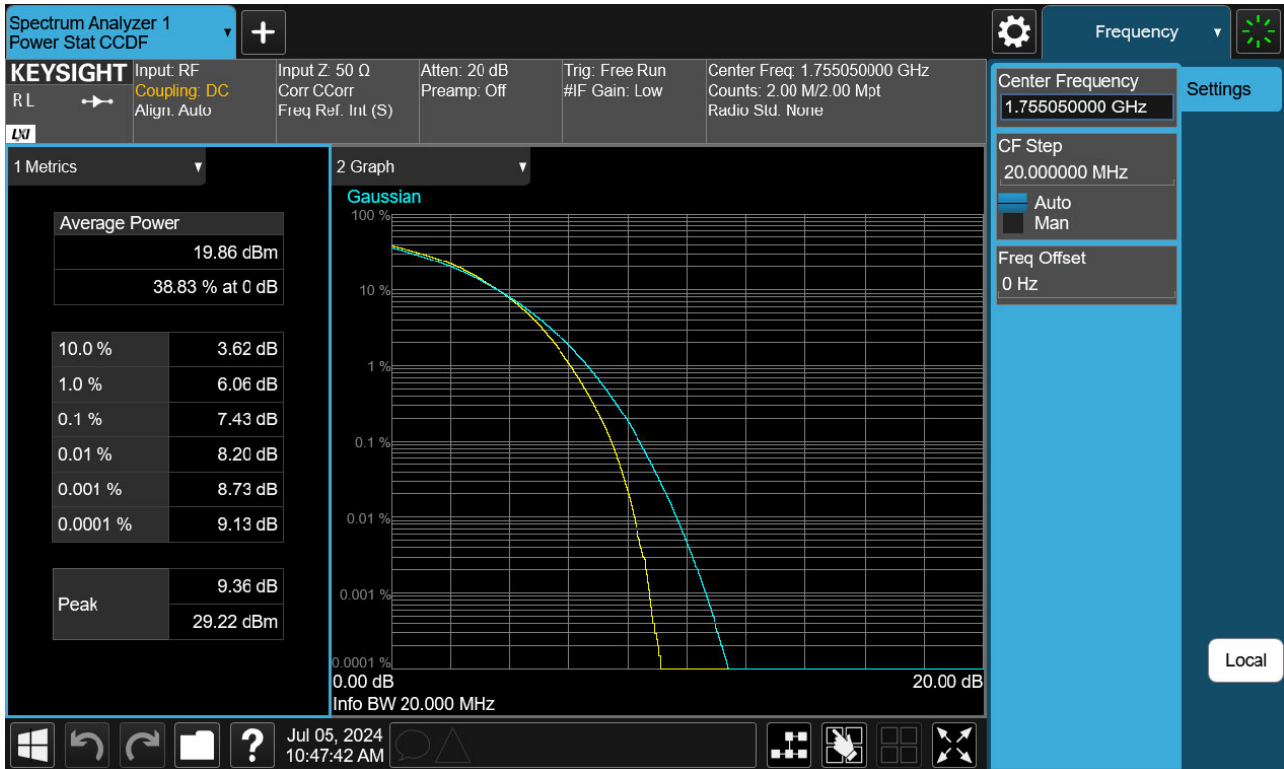 Spectrum Analyzer 1
Power Stat CCDF
+
Frequency
KEYSIGHT
R L
LXI
Input: RF
Coupling: DC
Align: Auto
Input Z: 50 Ω
Corr CCorr
Freq Ref: Int (S)
Atten: 20 dB
Preamp: Off
Trig: Free Run
#IF Gain: Low
Center Freq: 1.755050000 GHz
Counts: 2.00 M/2.00 Mpt
Radio Std: None
Center Frequency
1.755050000 GHz
Settings
CF Step
20.000000 MHz
Auto
Man
Freq Offset
0 Hz
Local
1 Metrics
Average Power
19.86 dBm
38.83 % at 0 dB
10.0 % 3.62 dB
1.0 % 6.06 dB
0.1 % 7.43 dB
0.01 % 8.20 dB
0.001 % 8.73 dB
0.0001 % 9.13 dB
Peak
9.36 dB
29.22 dBm
2 Graph
Gaussian
100 %
10 %
1 %
0.1 %
0.01 %
0.001 %
0.0001 %
0.00 dB 20.00 dB
Info BW 20.000 MHz
?
Jul 05, 2024
10:47:42 AM